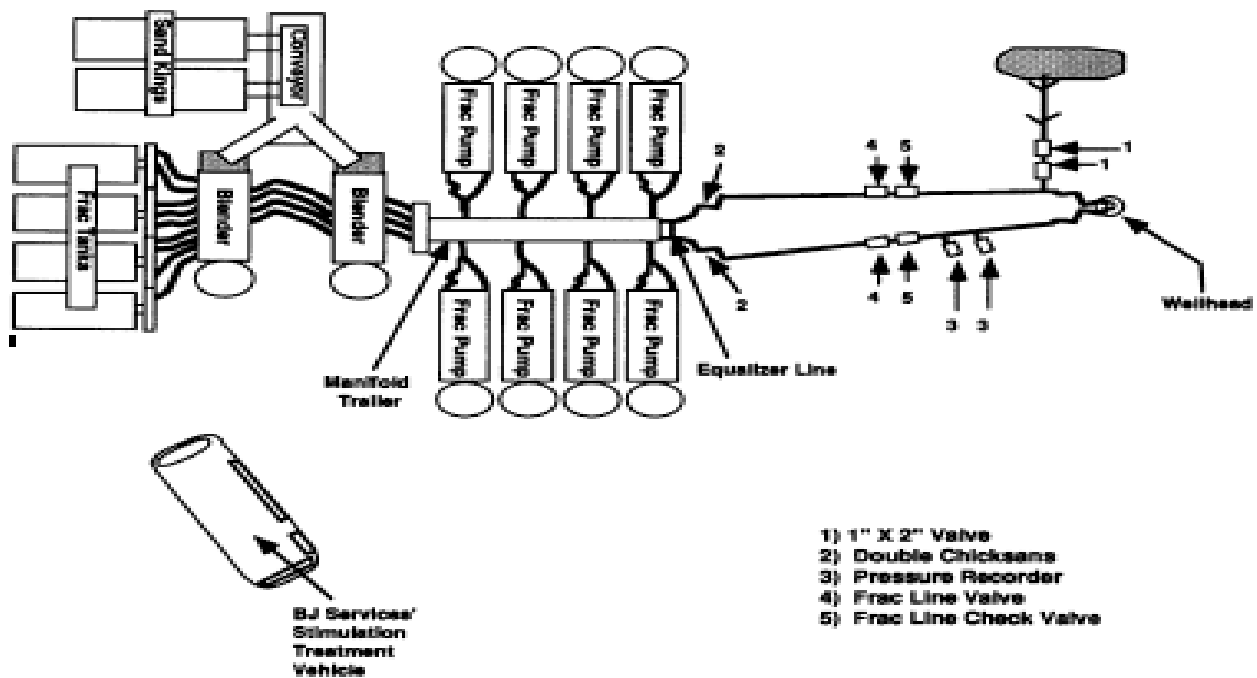 Sand Kings
Conveyor
Frac Pump
Frac Pump
Frac Pump
Frac Pump
2
4
5
1
1
Frac Tanks
Blender
Blender
Wellhead
2
4
5
3
3
Frac Pump
Frac Pump
Frac Pump
Frac Pump
Manifold
Trailer
Equalizer Line
BJ Services'
Stimulation
Treatment
Vehicle
1) 1" X 2" Valve
2) Double Chicksans
3) Pressure Recorder
4) Frac Line Valve
5) Frac Line Check Valve